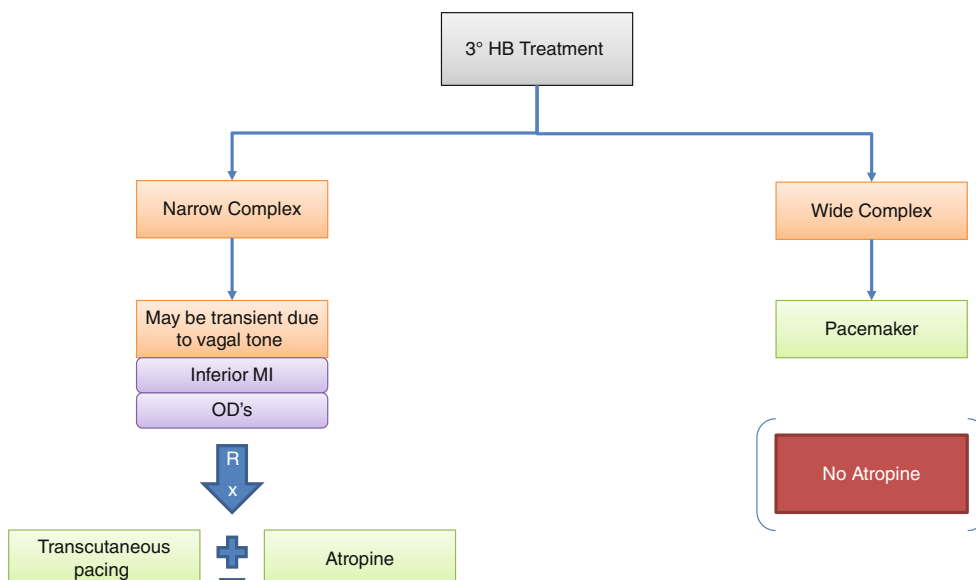 3° HB Treatment
Narrow Complex
Wide Complex
May be transient due
to vagal tone
Pacemaker
Inferior MI
OD's
R
x
No Atropine
Transcutaneous
pacing
Atropine